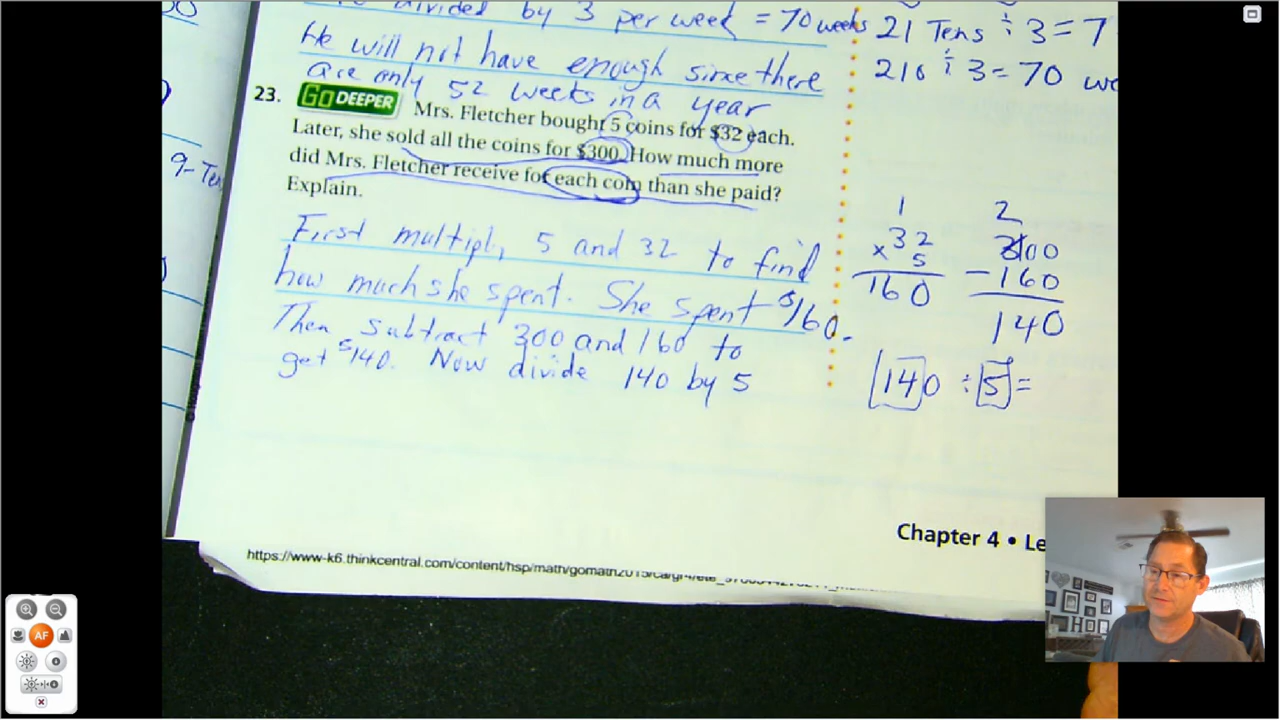 divided by 3 per week = 70 weeks
21 Tens ÷ 3 = 7
He will not have enough since there
210 ÷ 3 = 70
are only 52 weeks in a year
9-Ten
23. GO DEEPER Mrs. Fletcher bought 5 coins for $32 each.
Later, she sold all the coins for $300. How much more
did Mrs. Fletcher receive for each coin than she paid?
Explain.
First multiply 5 and 32 to find
how much she spent. She spent $160.
Then subtract 300 and 160 to
get $140. Now divide 140 by 5
1
32
x 5
160
2
300
-160
140
140 ÷ 5 =
Chapter 4 •
https://www-k6.thinkcentral.com/content/hsp/math/gomath2015/ca/gr4/ete_
AF